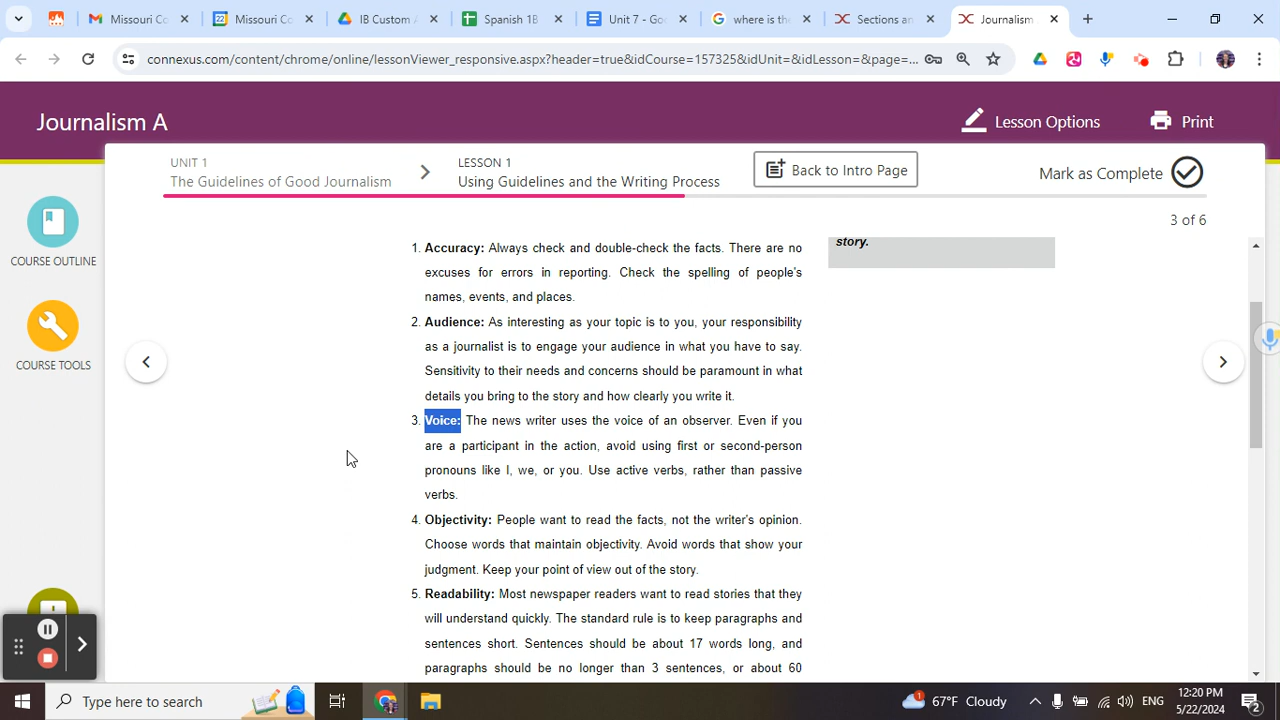 Missouri Co
Missouri Co
IB Custom
Spanish 1B
Unit 7 - Goo
where is the
Sections an
Journalism
connexus.com/content/chrome/online/lessonViewer_responsive.aspx?header=true&idCourse=157325&idUnit=&idLesson=&page=...
Journalism A
Lesson Options
Print
UNIT 1
The Guidelines of Good Journalism
LESSON 1
Using Guidelines and the Writing Process
Back to Intro Page
Mark as Complete
3 of 6
COURSE OUTLINE
COURSE TOOLS
1. Accuracy: Always check and double-check the facts. There are no
excuses for errors in reporting. Check the spelling of people's
names, events, and places.
2. Audience: As interesting as your topic is to you, your responsibility
as a journalist is to engage your audience in what you have to say.
Sensitivity to their needs and concerns should be paramount in what
details you bring to the story and how clearly you write it.
3. Voice: The news writer uses the voice of an observer. Even if you
are a participant in the action, avoid using first or second-person
pronouns like I, we, or you. Use active verbs, rather than passive
verbs.
4. Objectivity: People want to read the facts, not the writer's opinion.
Choose words that maintain objectivity. Avoid words that show your
judgment. Keep your point of view out of the story.
5. Readability: Most newspaper readers want to read stories that they
will understand quickly. The standard rule is to keep paragraphs and
sentences short. Sentences should be about 17 words long, and
paragraphs should be no longer than 3 sentences, or about 60
story.
Type here to search
67°F Cloudy
ENG
12:20 PM
5/22/2024